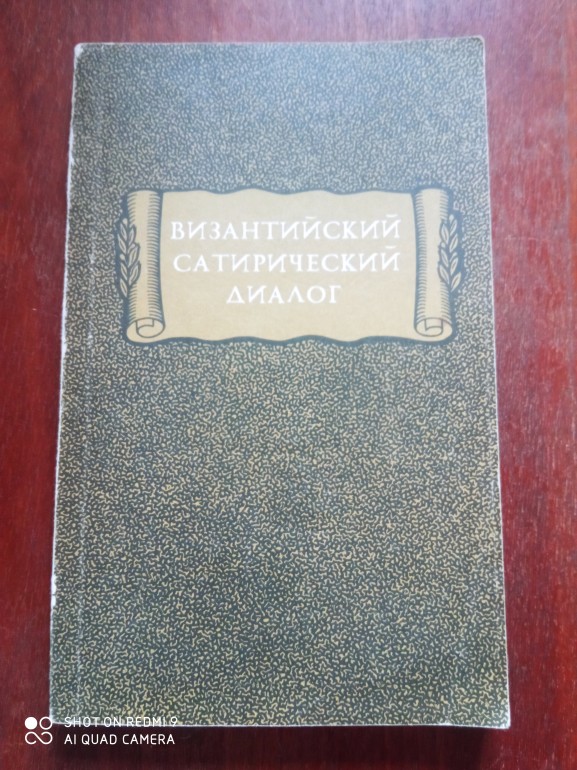 ВИЗАНТИЙСКИЙ
САТИРИЧЕСКИЙ
ДИАЛОГ
SHOT ON REDMI 9
AI QUAD CAMERA